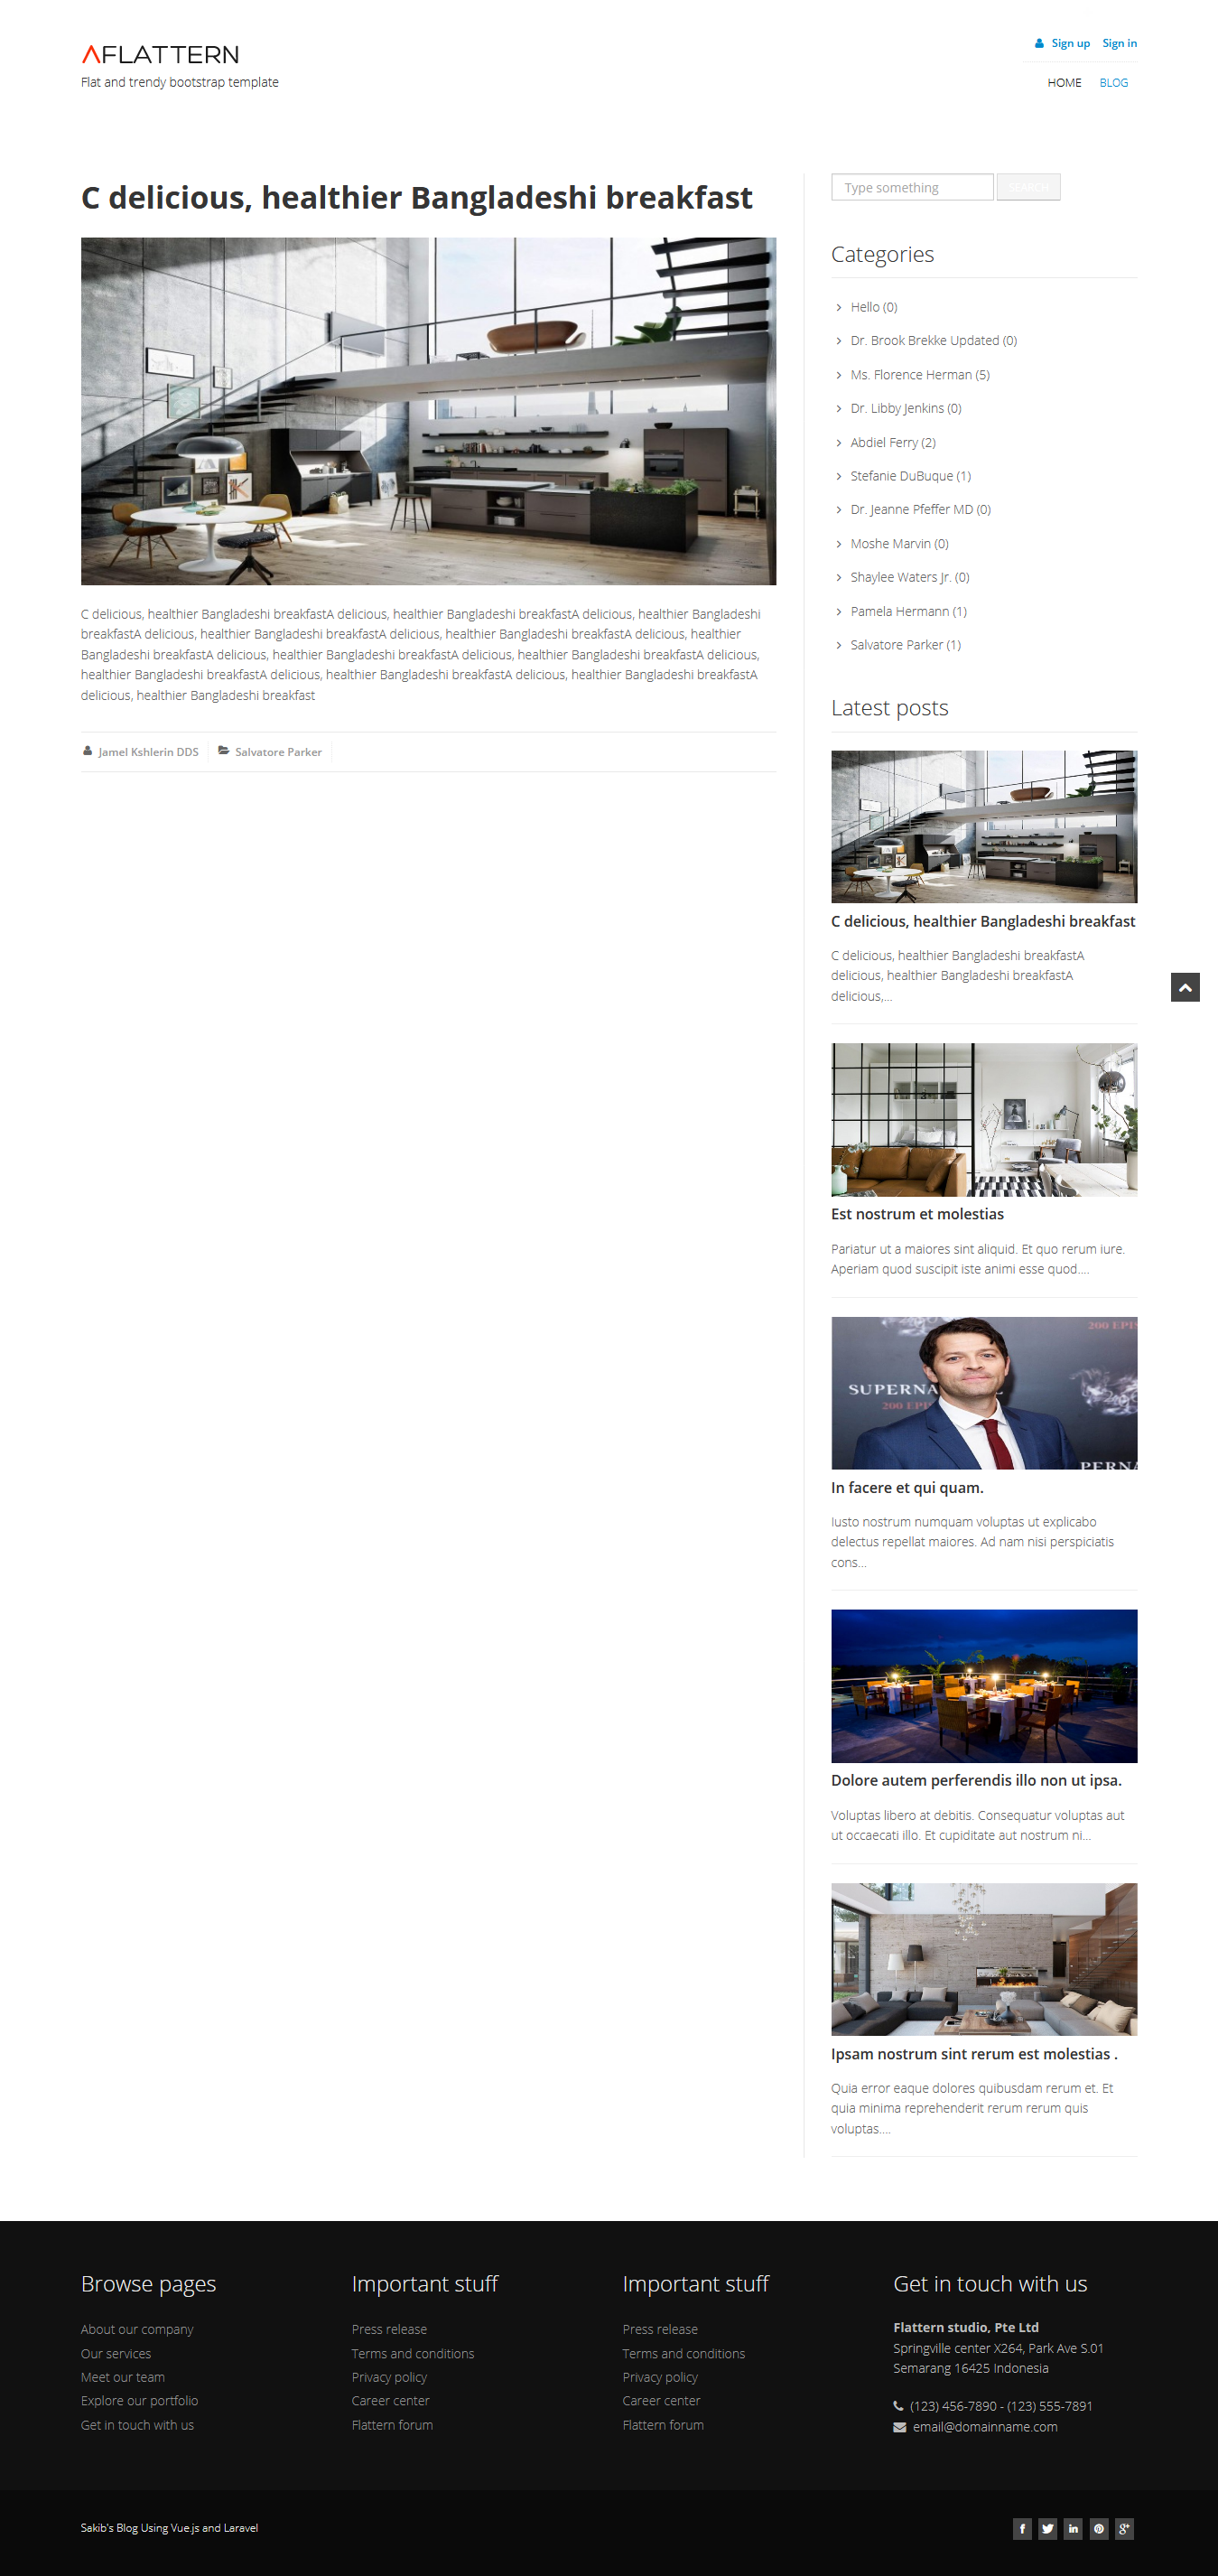 AFLATTERN
Flat and trendy bootstrap template
Sign up Sign in
HOME BLOG
C delicious, healthier Bangladeshi breakfast
C delicious, healthier Bangladeshi breakfastA delicious, healthier Bangladeshi breakfastA delicious, healthier Bangladeshi
breakfastA delicious, healthier Bangladeshi breakfastA delicious, healthier Bangladeshi breakfastA delicious, healthier
Bangladeshi breakfastA delicious, healthier Bangladeshi breakfastA delicious, healthier Bangladeshi breakfastA delicious,
healthier Bangladeshi breakfastA delicious, healthier Bangladeshi breakfastA delicious, healthier Bangladeshi breakfastA
delicious, healthier Bangladeshi breakfast
Jamel Kshlerin DDS Salvatore Parker
Type something SEARCH
Categories
Hello (0)
Dr. Brook Brekke Updated (0)
Ms. Florence Herman (5)
Dr. Libby Jenkins (0)
Abdiel Ferry (2)
Stefanie DuBuque (1)
Dr. Jeanne Pfeffer MD (0)
Moshe Marvin (0)
Shaylee Waters Jr. (0)
Pamela Hermann (1)
Salvatore Parker (1)
Latest posts
C delicious, healthier Bangladeshi breakfast
C delicious, healthier Bangladeshi breakfastA
delicious, healthier Bangladeshi breakfastA
delicious,...
Est nostrum et molestias
Pariatur ut a maiores sint aliquid. Et quo rerum iure.
Aperiam quod suscipit iste animi esse quod....
200 EPIS
SUPERNA L
200 EPI
PERNA
In facere et qui quam.
Iusto nostrum numquam voluptas ut explicabo
delectus repellat maiores. Ad nam nisi perspiciatis
cons...
Dolore autem perferendis illo non ut ipsa.
Voluptas libero at debitis. Consequatur voluptas aut
ut occaecati illo. Et cupiditate aut nostrum ni...
Ipsam nostrum sint rerum est molestias .
Quia error eaque dolores quibusdam rerum et. Et
quia minima reprehenderit rerum rerum quis
voluptas....
Browse pages
About our company
Our services
Meet our team
Explore our portfolio
Get in touch with us
Important stuff
Press release
Terms and conditions
Privacy policy
Career center
Flattern forum
Important stuff
Press release
Terms and conditions
Privacy policy
Career center
Flattern forum
Get in touch with us
Flattern studio, Pte Ltd
Springville center X264, Park Ave S.01
Semarang 16425 Indonesia
(123) 456-7890 - (123) 555-7891
email@domainname.com
Sakib's Blog Using Vue.js and Laravel